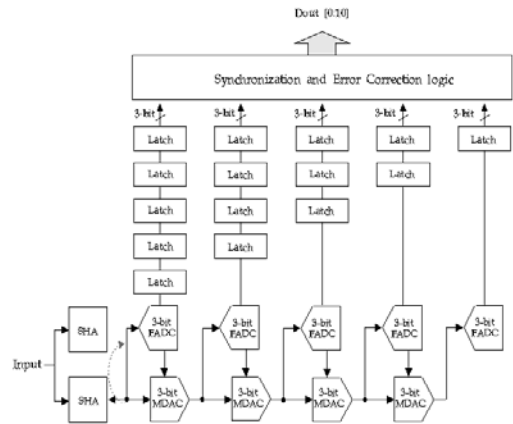 Dout [0:10]
Synchronization and Error Correction logic
3-bit 3-bit 3-bit 3-bit 3-bit
Latch Latch Latch Latch Latch
Latch Latch Latch Latch
Latch Latch Latch
Latch Latch
Latch
SHA
3-bit FADC
3-bit FADC
3-bit FADC
3-bit FADC
3-bit FADC
Input
SHA
3-bit MDAC
3-bit MDAC
3-bit MDAC
3-bit MDAC